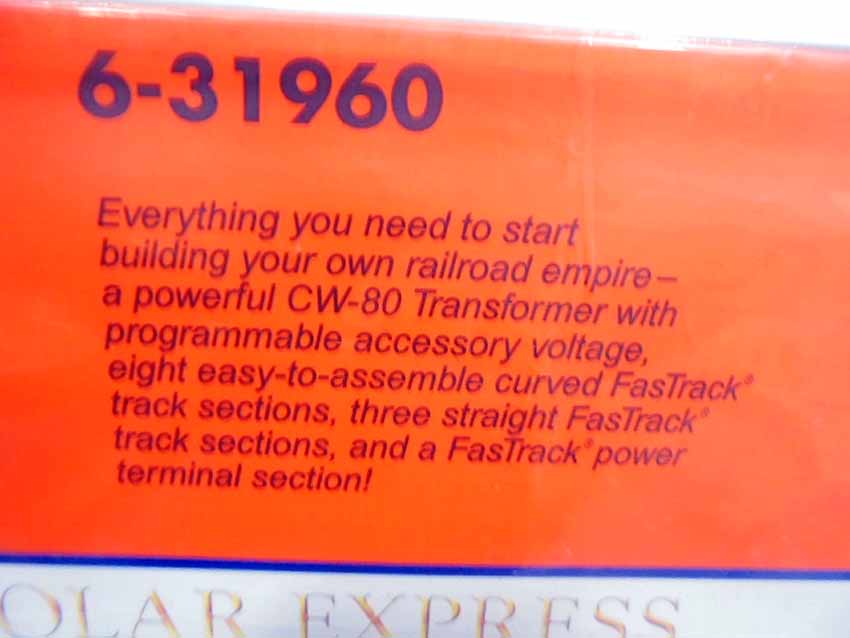 6-31960
Everything you need to start
building your own railroad empire–
a powerful CW-80 Transformer with
programmable accessory voltage,
eight easy-to-assemble curved FasTrack®
track sections, three straight FasTrack®
track sections, and a FasTrack® power
terminal section!
OLAR EXPRESS